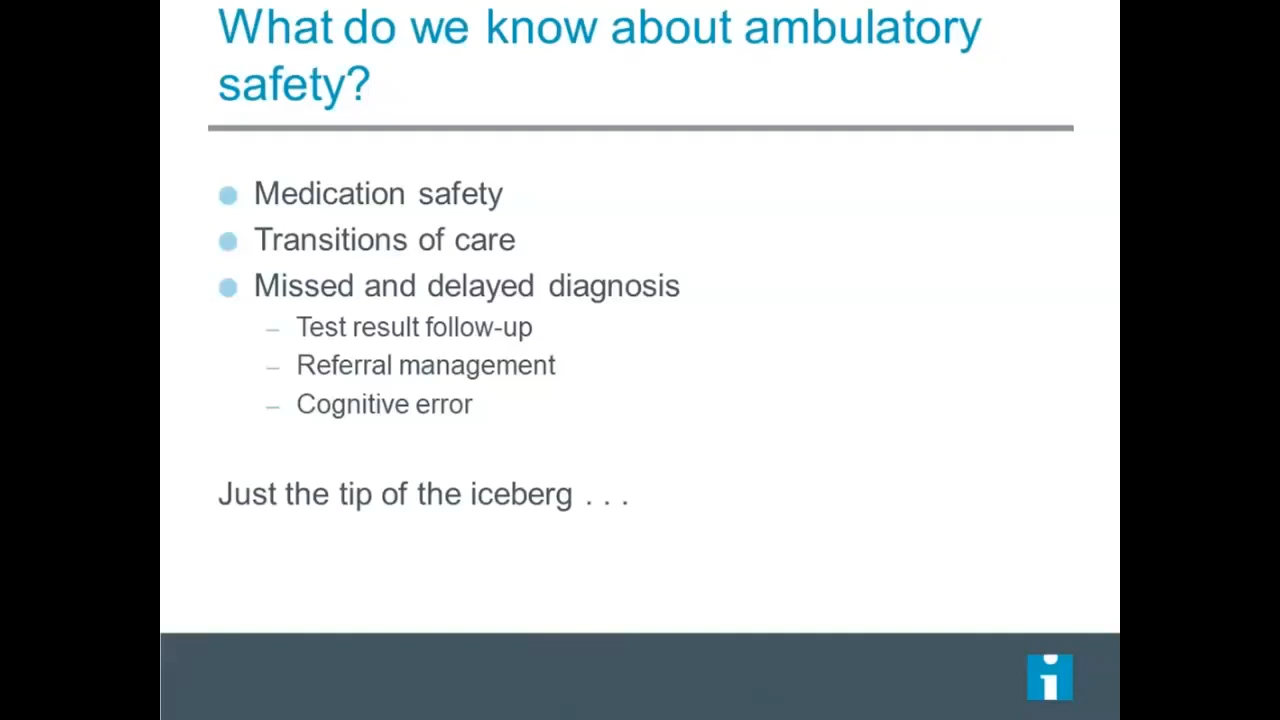 What do we know about ambulatory
safety?
Medication safety
Transitions of care
Missed and delayed diagnosis
– Test result follow-up
– Referral management
– Cognitive error
Just the tip of the iceberg . . .
i